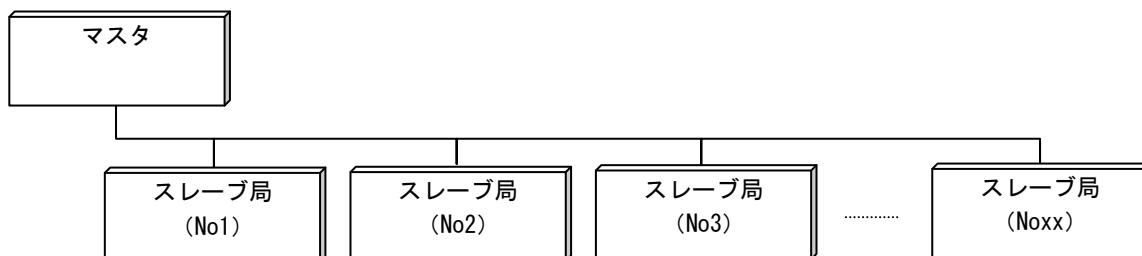 マスタ
スレーブ局
(No1)
スレーブ局
(No2)
スレーブ局
(No3)
…………
スレーブ局
(Noxx)